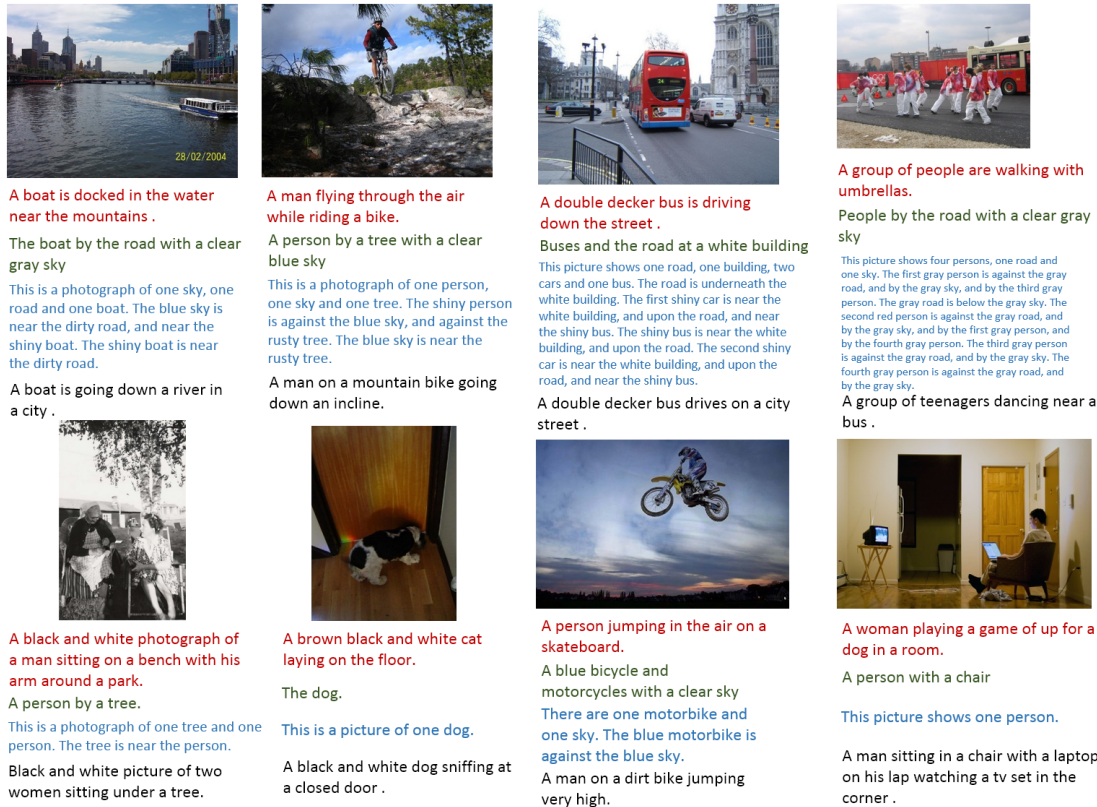 28/02/2004
A boat is docked in the water
near the mountains .
The boat by the road with a clear
gray sky
This is a photograph of one sky, one
road and one boat. The blue sky is
near the dirty road, and near the
shiny boat. The shiny boat is near
the dirty road.
A boat is going down a river in
a city .
A man flying through the air
while riding a bike.
A person by a tree with a clear
blue sky
This is a photograph of one person,
one sky and one tree. The shiny person
is against the blue sky, and against the
rusty tree. The blue sky is near the
rusty tree.
A man on a mountain bike going
down an incline.
A double decker bus is driving
down the street .
Buses and the road at a white building
This picture shows one road, one building, two
cars and one bus. The road is underneath the
white building. The first shiny car is near the
white building, and upon the road, and near
the shiny bus. The shiny bus is near the white
building, and upon the road. The second shiny
car is near the white building, and upon the
road, and near the shiny bus.
A double decker bus drives on a city
street .
A group of people are walking with
umbrellas.
People by the road with a clear gray
sky
This picture shows four persons, one road and
one sky. The first gray person is against the gray
road, and by the gray sky, and by the third gray
person. The gray road is below the gray sky. The
second red person is against the gray road, and
by the gray sky, and by the first gray person, and
by the fourth gray person. The third gray person
is against the gray road, and by the gray sky. The
fourth gray person is against the gray road, and
by the gray sky.
A group of teenagers dancing near a
bus .
A black and white photograph of
a man sitting on a bench with his
arm around a park.
A person by a tree.
This is a photograph of one tree and one
person. The tree is near the person.
Black and white picture of two
women sitting under a tree.
A brown black and white cat
laying on the floor.
The dog.
This is a picture of one dog.
A black and white dog sniffing at
a closed door .
A person jumping in the air on a
skateboard.
A blue bicycle and
motorcycles with a clear sky
There are one motorbike and
one sky. The blue motorbike is
against the blue sky.
A man on a dirt bike jumping
very high.
A woman playing a game of up for a
dog in a room.
A person with a chair
This picture shows one person.
A man sitting in a chair with a laptop
on his lap watching a tv set in the
corner .